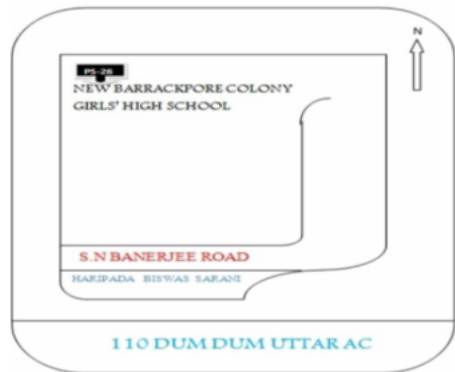 N
PS-26
NEW BARRACKPORE COLONY
GIRLS' HIGH SCHOOL
S.N BANERJEE ROAD
HARIPADA BISWAS SARANI
110 DUM DUM UTTAR AC